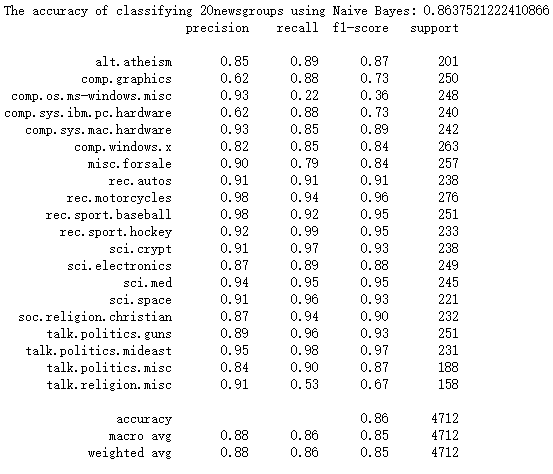 The accuracy of classifying 20newsgroups using Naive Bayes: 0.8637521222410866
precision recall f1-score support
alt.atheism 0.85 0.89 0.87 201
comp.graphics 0.62 0.88 0.73 250
comp.os.ms-windows.misc 0.93 0.22 0.36 248
comp.sys.ibm.pc.hardware 0.62 0.88 0.73 240
comp.sys.mac.hardware 0.93 0.85 0.89 242
comp.windows.x 0.82 0.85 0.84 263
misc.forsale 0.90 0.79 0.84 257
rec.autos 0.91 0.91 0.91 238
rec.motorcycles 0.98 0.94 0.96 276
rec.sport.baseball 0.98 0.92 0.95 251
rec.sport.hockey 0.92 0.99 0.95 233
sci.crypt 0.91 0.97 0.93 238
sci.electronics 0.87 0.89 0.88 249
sci.med 0.94 0.95 0.95 245
sci.space 0.91 0.96 0.93 221
soc.religion.christian 0.87 0.94 0.90 232
talk.politics.guns 0.89 0.96 0.93 251
talk.politics.mideast 0.95 0.98 0.97 231
talk.politics.misc 0.84 0.90 0.87 188
talk.religion.misc 0.91 0.53 0.67 158
accuracy 0.86 4712
macro avg 0.88 0.86 0.85 4712
weighted avg 0.88 0.86 0.85 4712